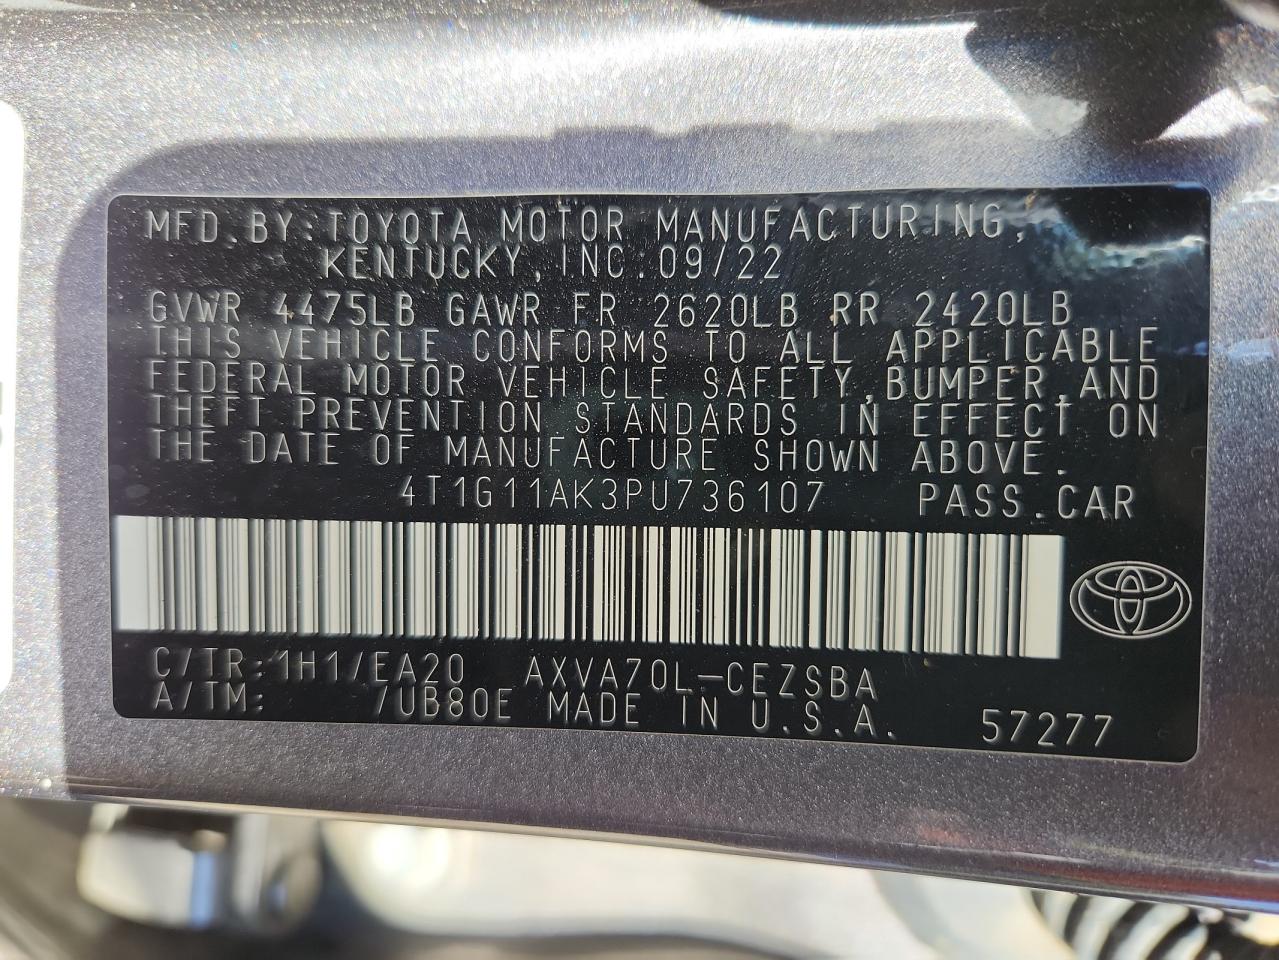 MFD.BY:TOYOTA MOTOR MANUFACTURING,
KENTUCKY,INC.09/22
GVWR 4475LB GAWR FR 2620LB RR 2420LB
THIS VEHICLE CONFORMS TO ALL APPLICABLE
FEDERAL MOTOR VEHICLE SAFETY,BUMPER,AND
THEFT PREVENTION STANDARDS IN EFFECT ON
THE DATE OF MANUFACTURE SHOWN ABOVE.
4T1G11AK3PU736107 PASS.CAR
C/TR:1H1/EA20 AXVA70L-CEZSBA
A/TM: /UB80E MADE IN U.S.A. 57277